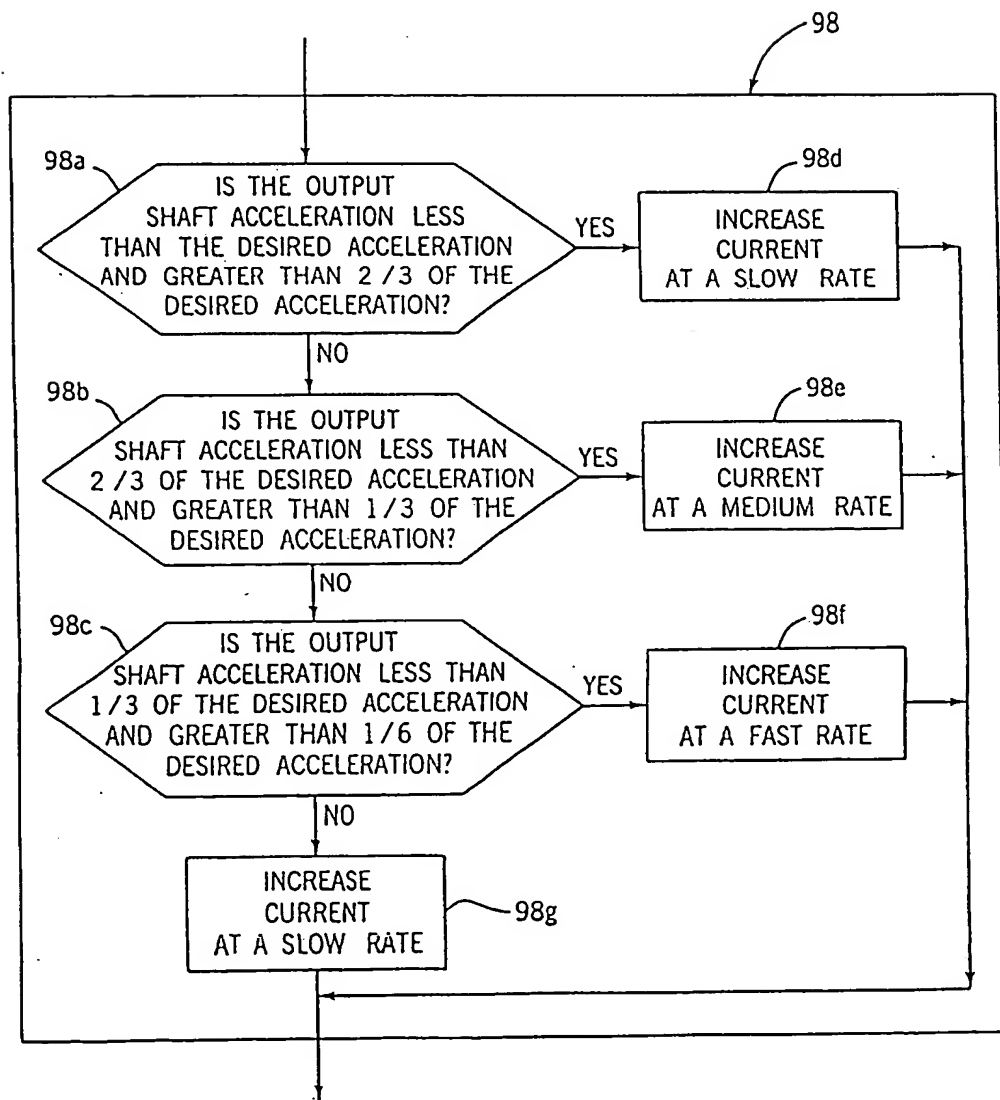 98
98a
IS THE OUTPUT
SHAFT ACCELERATION LESS
THAN THE DESIRED ACCELERATION
AND GREATER THAN 2/3 OF THE
DESIRED ACCELERATION?
YES
98d
INCREASE
CURRENT
AT A SLOW RATE
NO
98b
IS THE OUTPUT
SHAFT ACCELERATION LESS THAN
2/3 OF THE DESIRED ACCELERATION
AND GREATER THAN 1/3 OF THE
DESIRED ACCELERATION?
YES
98e
INCREASE
CURRENT
AT A MEDIUM RATE
NO
98c
IS THE OUTPUT
SHAFT ACCELERATION LESS THAN
1/3 OF THE DESIRED ACCELERATION
AND GREATER THAN 1/6 OF THE
DESIRED ACCELERATION?
YES
98f
INCREASE
CURRENT
AT A FAST RATE
NO
INCREASE
CURRENT
AT A SLOW RATE
98g